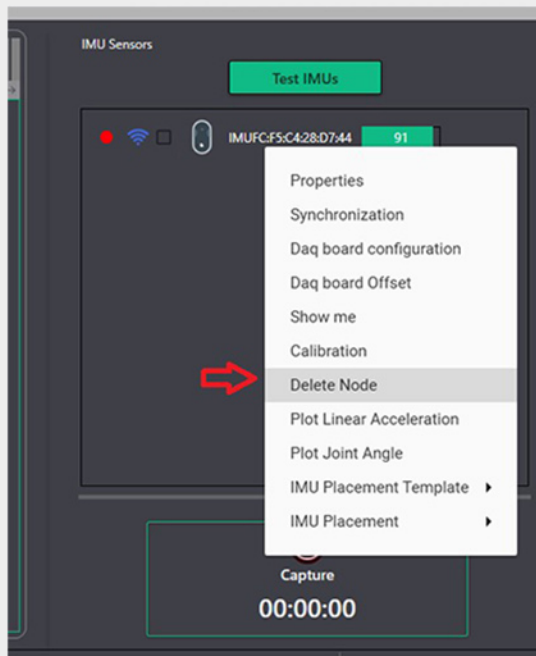 IMU Sensors
Test IMUs
IMUFC:F5:C4:28:D7:44 91
Properties
Synchronization
Daq board configuration
Daq board Offset
Show me
Calibration
Delete Node
Plot Linear Acceleration
Plot Joint Angle
IMU Placement Template
IMU Placement
Capture
00:00:00